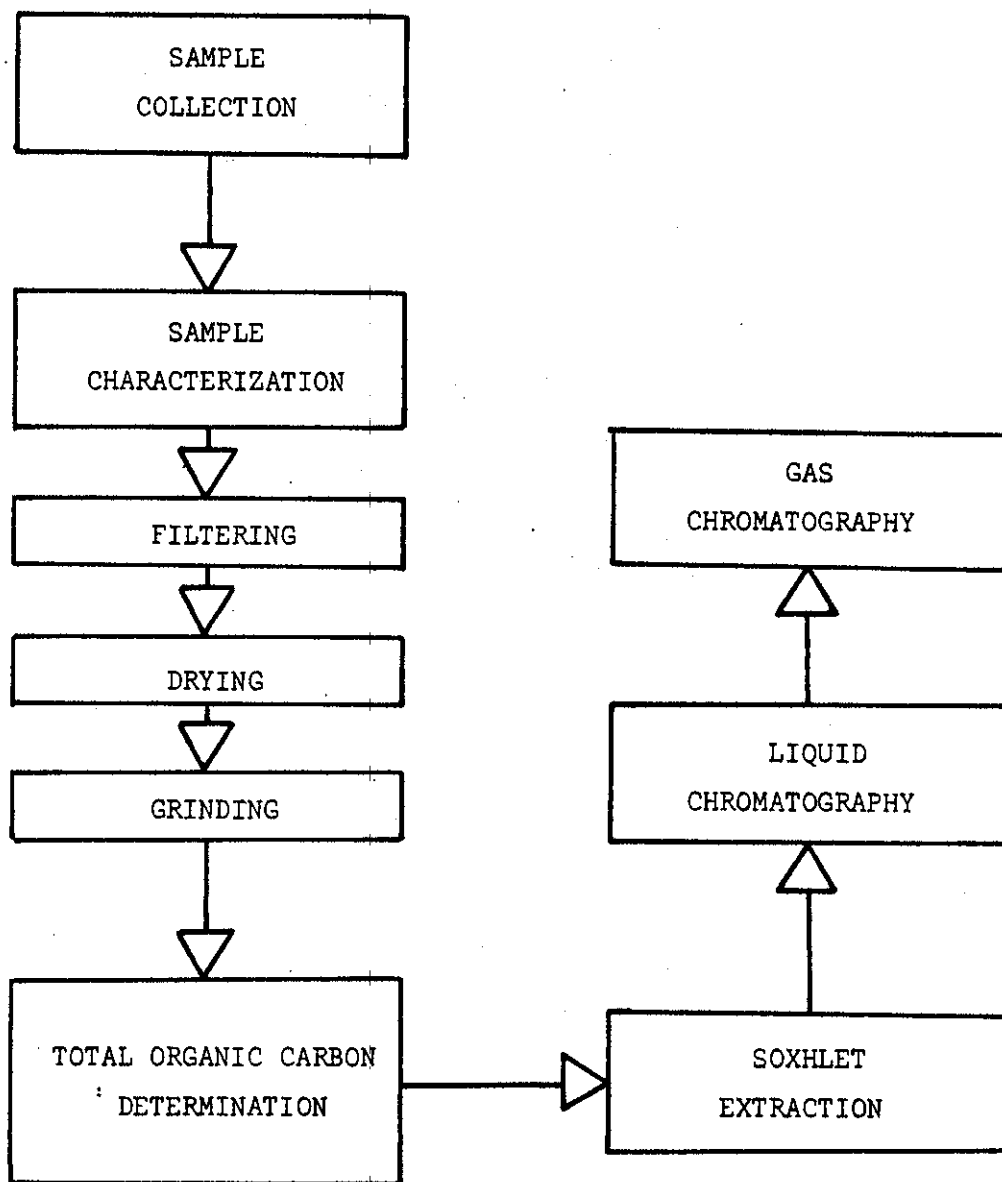 SAMPLE
COLLECTION
SAMPLE
CHARACTERIZATION
FILTERING
DRYING
GRINDING
TOTAL ORGANIC CARBON
DETERMINATION
SOXHLET
EXTRACTION
LIQUID
CHROMATOGRAPHY
GAS
CHROMATOGRAPHY